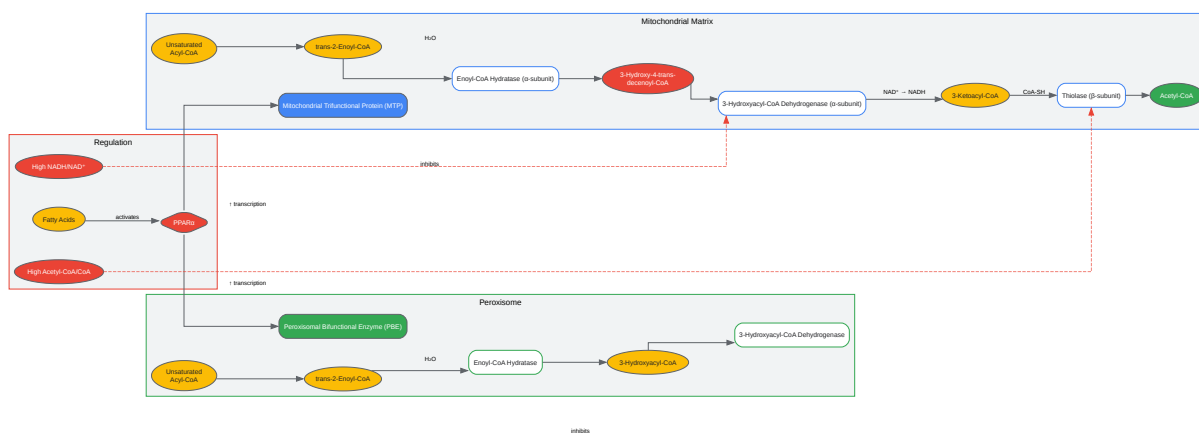 Mitochondrial Matrix
Unsaturated
Acyl-CoA
trans-2-Enoyl-CoA
H₂O
Enoyl-CoA Hydratase (α-subunit)
3-Hydroxy-4-trans-
decenoyl-CoA
3-Hydroxyacyl-CoA Dehydrogenase (α-subunit)
NAD⁺ → NADH
3-Ketoacyl-CoA
CoA-SH
Thiolase (β-subunit)
Acetyl-CoA
Mitochondrial Trifunctional Protein (MTP)
Regulation
High NADH/NAD⁺
inhibits
Fatty Acids
activates
PPARα
↑ transcription
High Acetyl-CoA/CoA
↑ transcription
Peroxisome
Peroxisomal Bifunctional Enzyme (PBE)
Unsaturated
Acyl-CoA
trans-2-Enoyl-CoA
H₂O
Enoyl-CoA Hydratase
3-Hydroxyacyl-CoA
3-Hydroxyacyl-CoA Dehydrogenase
inhibits